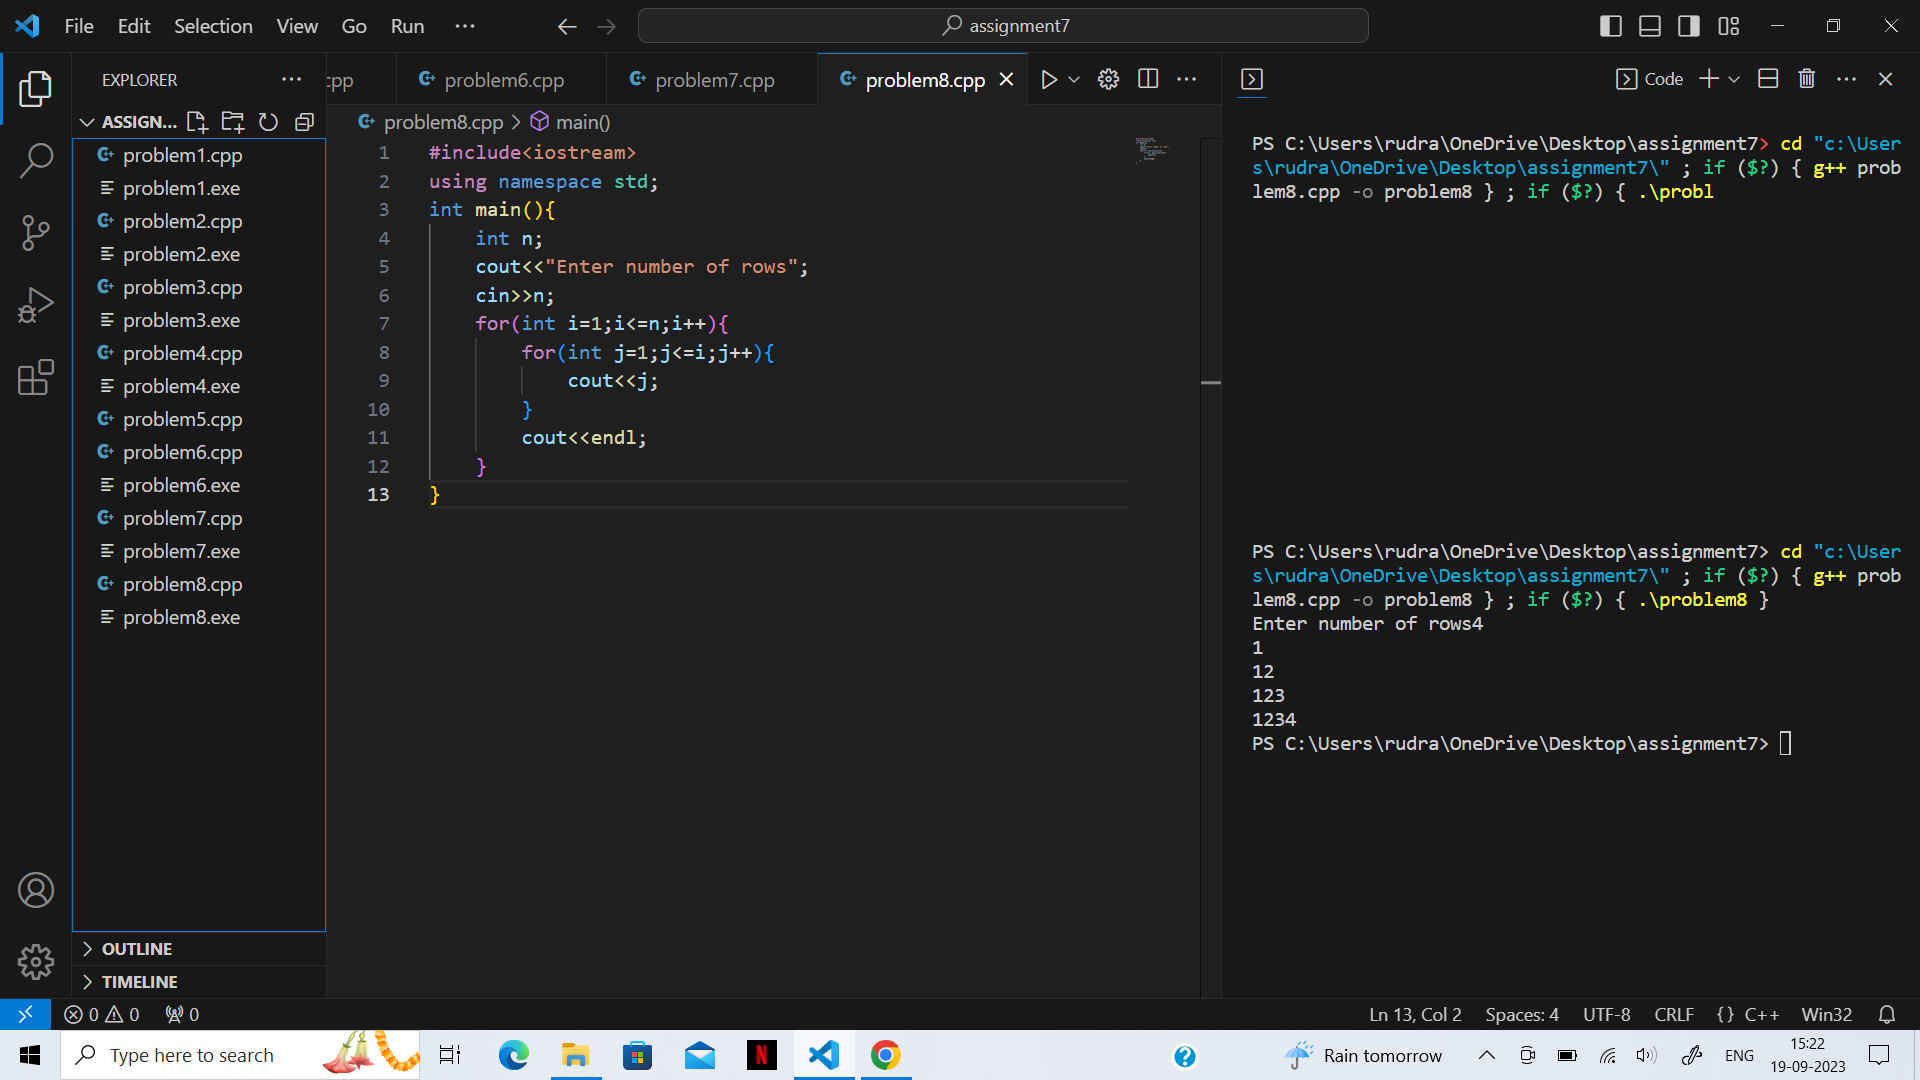 File Edit Selection View Go Run ··· assignment7
EXPLORER ···
ASSIGN...
problem1.cpp
problem1.exe
problem2.cpp
problem2.exe
problem3.cpp
problem3.exe
problem4.cpp
problem4.exe
problem5.cpp
problem6.cpp
problem6.exe
problem7.cpp
problem7.exe
problem8.cpp
problem8.exe
OUTLINE
TIMELINE
cpp problem6.cpp problem7.cpp problem8.cpp
problem8.cpp > main()
1 #include<iostream>
2 using namespace std;
3 int main(){
4 int n;
5 cout<<"Enter number of rows";
6 cin>>n;
7 for(int i=1;i<=n;i++){
8 for(int j=1;j<=i;j++){
9 cout<<j;
10 }
11 cout<<endl;
12 }
13 }
Code
PS C:\Users\rudra\OneDrive\Desktop\assignment7> cd "c:\User
s\rudra\OneDrive\Desktop\assignment7\" ; if ($?) { g++ prob
lem8.cpp -o problem8 } ; if ($?) { .\probl
PS C:\Users\rudra\OneDrive\Desktop\assignment7> cd "c:\User
s\rudra\OneDrive\Desktop\assignment7\" ; if ($?) { g++ prob
lem8.cpp -o problem8 } ; if ($?) { .\problem8 }
Enter number of rows4
1
12
123
1234
PS C:\Users\rudra\OneDrive\Desktop\assignment7>
0 0 0 Ln 13, Col 2 Spaces: 4 UTF-8 CRLF {} C++ Win32
Type here to search Rain tomorrow ENG 15:22
19-09-2023